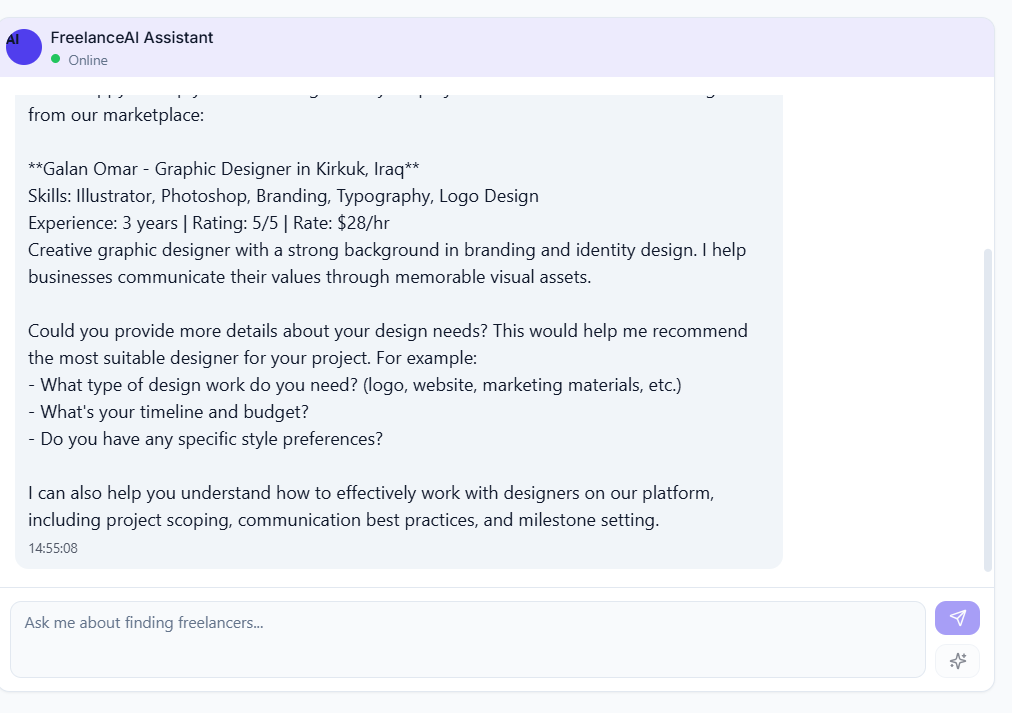 AI
FreelanceAI Assistant
Online
from our marketplace:
**Galan Omar - Graphic Designer in Kirkuk, Iraq**
Skills: Illustrator, Photoshop, Branding, Typography, Logo Design
Experience: 3 years | Rating: 5/5 | Rate: $28/hr
Creative graphic designer with a strong background in branding and identity design. I help
businesses communicate their values through memorable visual assets.
Could you provide more details about your design needs? This would help me recommend
the most suitable designer for your project. For example:
- What type of design work do you need? (logo, website, marketing materials, etc.)
- What's your timeline and budget?
- Do you have any specific style preferences?
I can also help you understand how to effectively work with designers on our platform,
including project scoping, communication best practices, and milestone setting.
14:55:08
Ask me about finding freelancers...